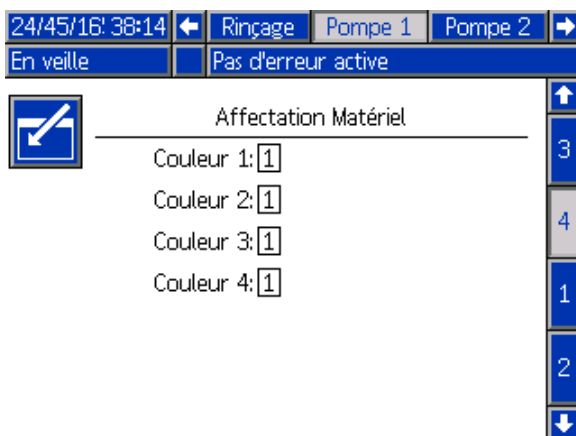 24/45/16' 38:14 Rinçage Pompe 1 Pompe 2
En veille Pas d'erreur active
Affectation Matériel
Couleur 1: 1
Couleur 2: 1
Couleur 3: 1
Couleur 4: 1
3
4
1
2